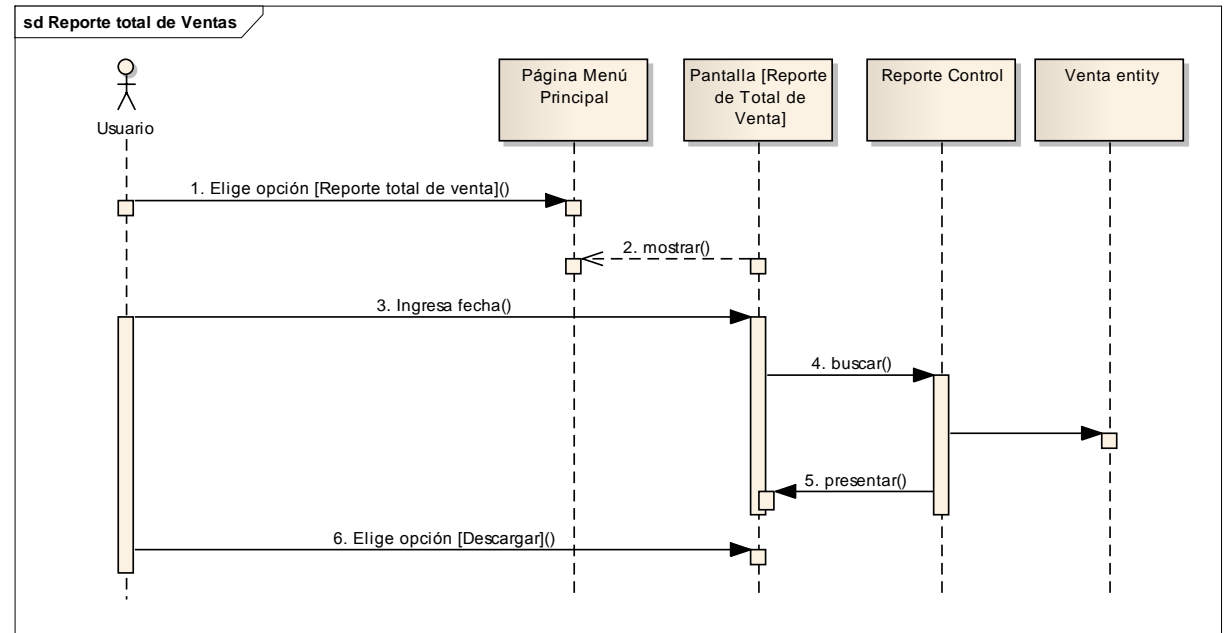 sd Reporte total de Ventas
Usuario
Página Menú
Principal
Pantalla [Reporte
de Total de
Venta]
Reporte Control
Venta entity
1. Elige opción [Reporte total de venta]()
2. mostrar()
3. Ingresa fecha()
4. buscar()
5. presentar()
6. Elige opción [Descargar]()